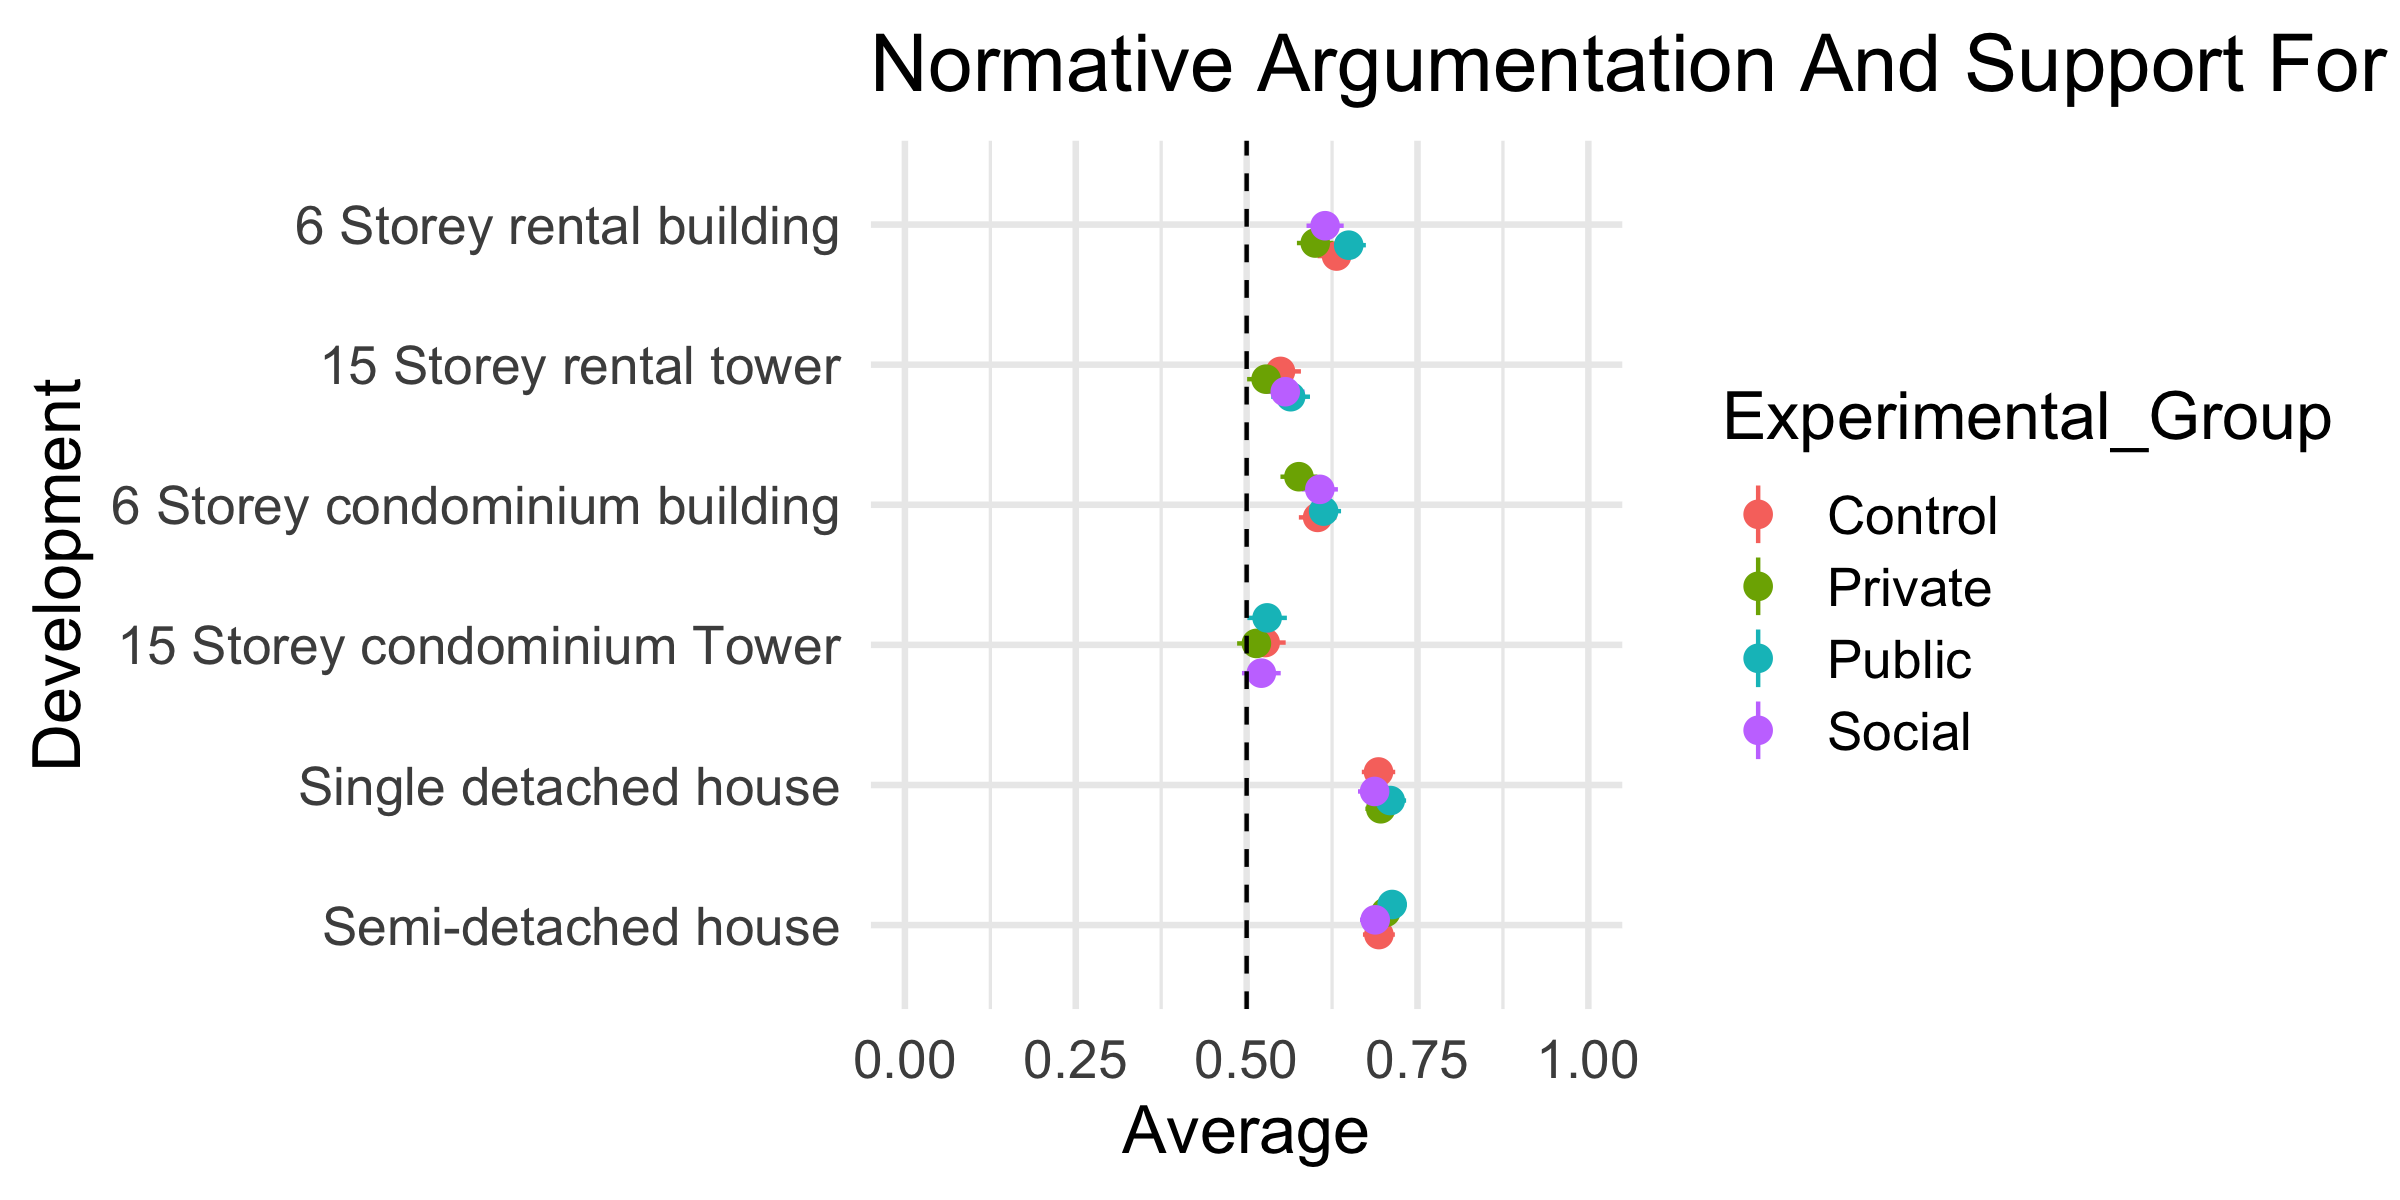 Normative Argumentation And Support For
Development
6 Storey rental building
15 Storey rental tower
6 Storey condominium building
15 Storey condominium Tower
Single detached house
Semi-detached house
0.00 0.25 0.50 0.75 1.00
Average
Experimental_Group
Control
Private
Public
Social